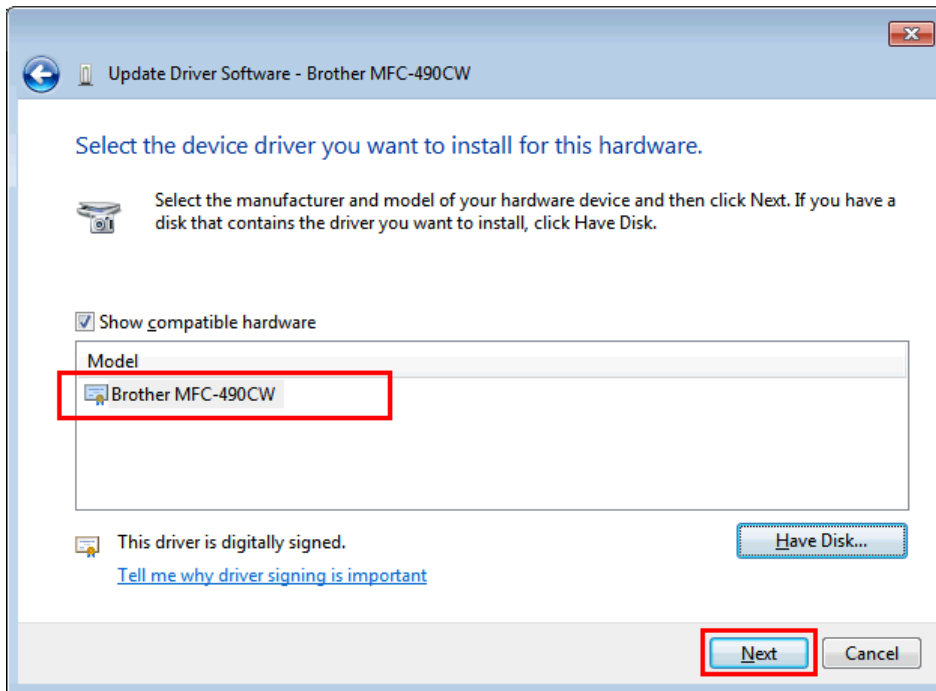 Update Driver Software - Brother MFC-490CW
Select the device driver you want to install for this hardware.
Select the manufacturer and model of your hardware device and then click Next. If you have a
disk that contains the driver you want to install, click Have Disk.
Show compatible hardware
Model
Brother MFC-490CW
This driver is digitally signed.
Have Disk...
Tell me why driver signing is important
Next
Cancel